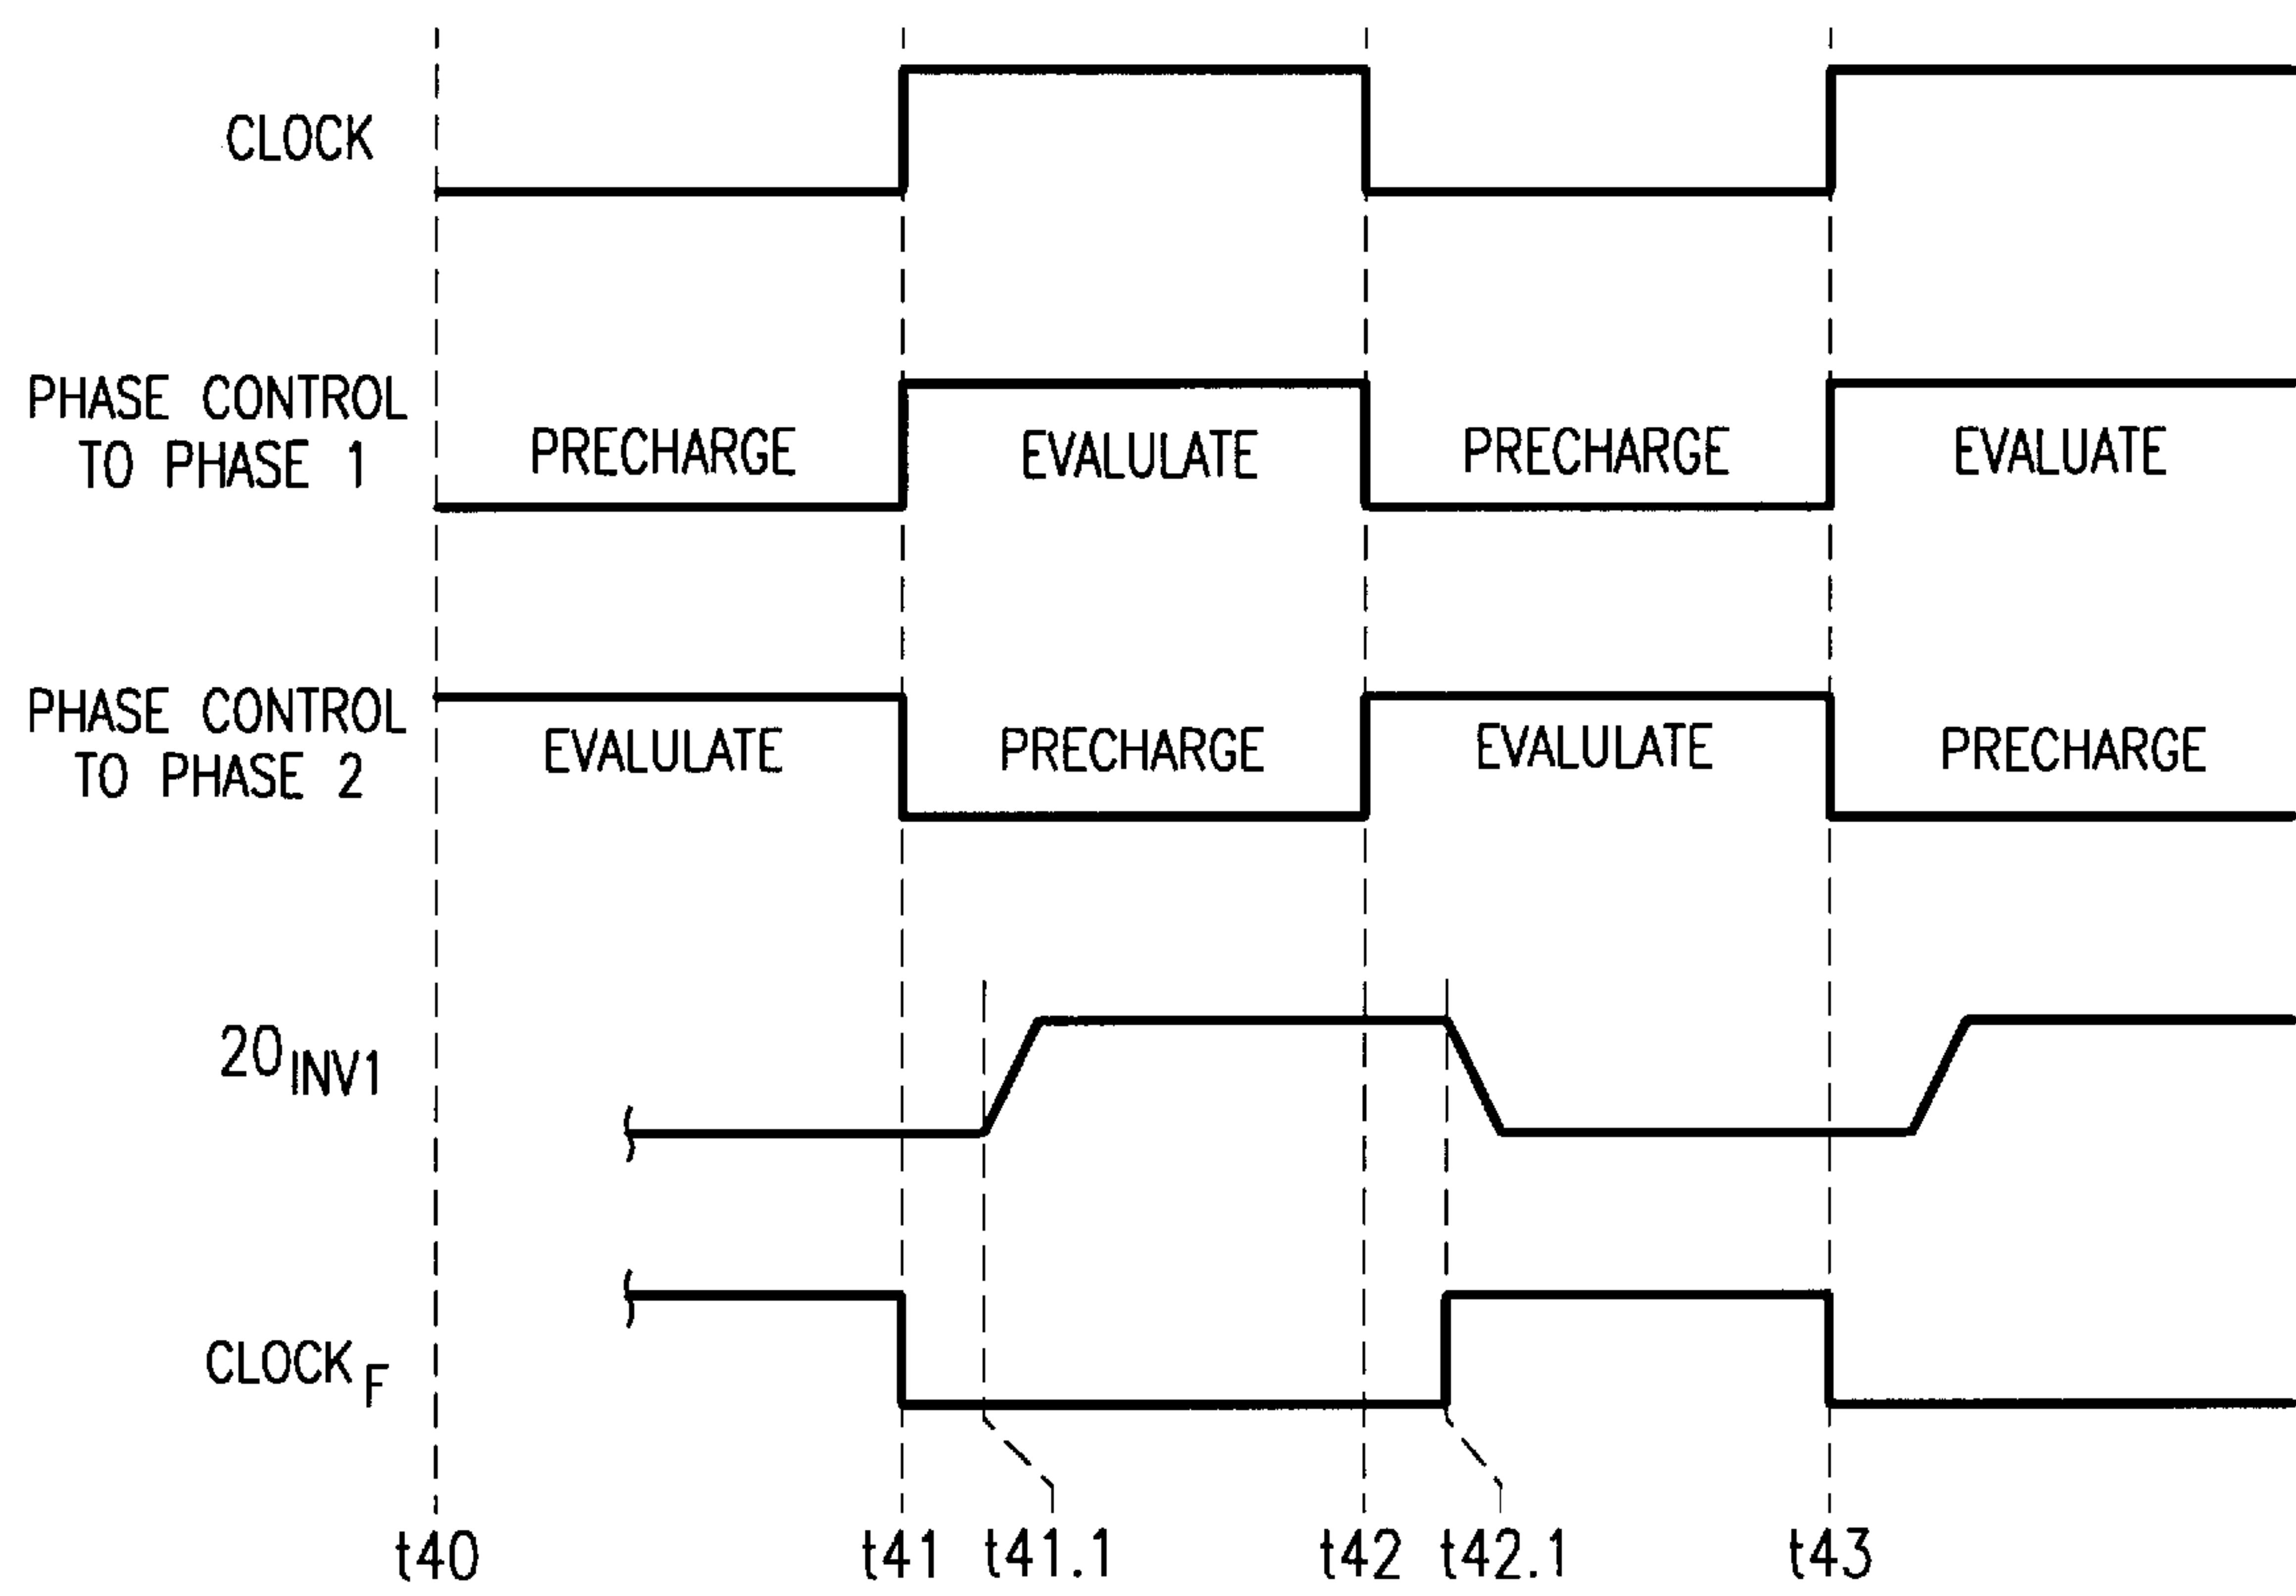 CLOCK
PHASE CONTROL
TO PHASE 1
PRECHARGE EVALULATE PRECHARGE EVALUATE
PHASE CONTROL
TO PHASE 2
EVALULATE PRECHARGE EVALULATE PRECHARGE
20INV1
CLOCKF
t40 t41 t41.1 t42 t42.1 t43